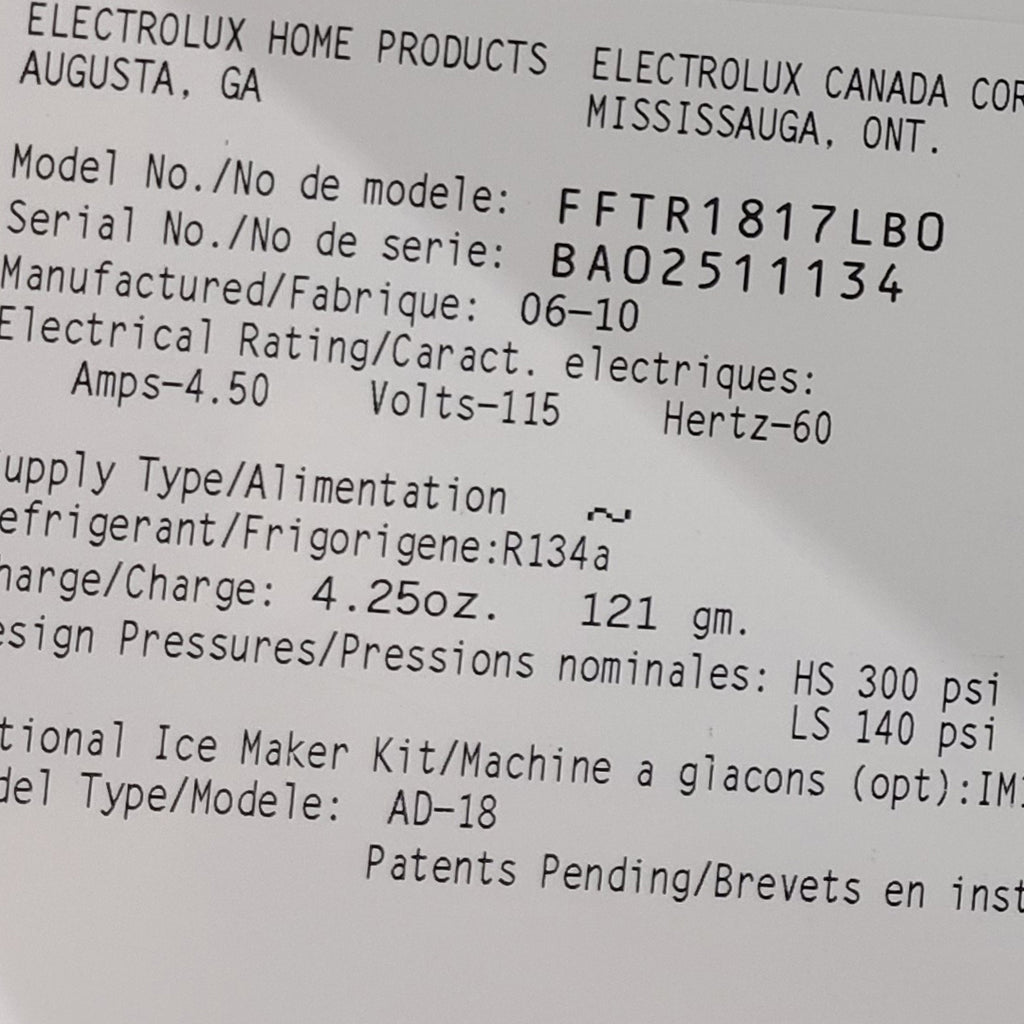 ELECTROLUX HOME PRODUCTS ELECTROLUX CANADA COR
AUGUSTA, GA MISSISSAUGA, ONT.
Model No./No de modele: FFTR1817LB0
Serial No./No de serie: BA02511134
Manufactured/Fabrique: 06-10
Electrical Rating/Caract. electriques:
Amps-4.50 Volts-115 Hertz-60
upply Type/Alimentation ~
efrigerant/Frigorigene:R134a
harge/Charge: 4.25oz. 121 gm.
esign Pressures/Pressions nominales: HS 300 psi
LS 140 psi
tional Ice Maker Kit/Machine a glacons (opt):IM
del Type/Modele: AD-18
Patents Pending/Brevets en inst